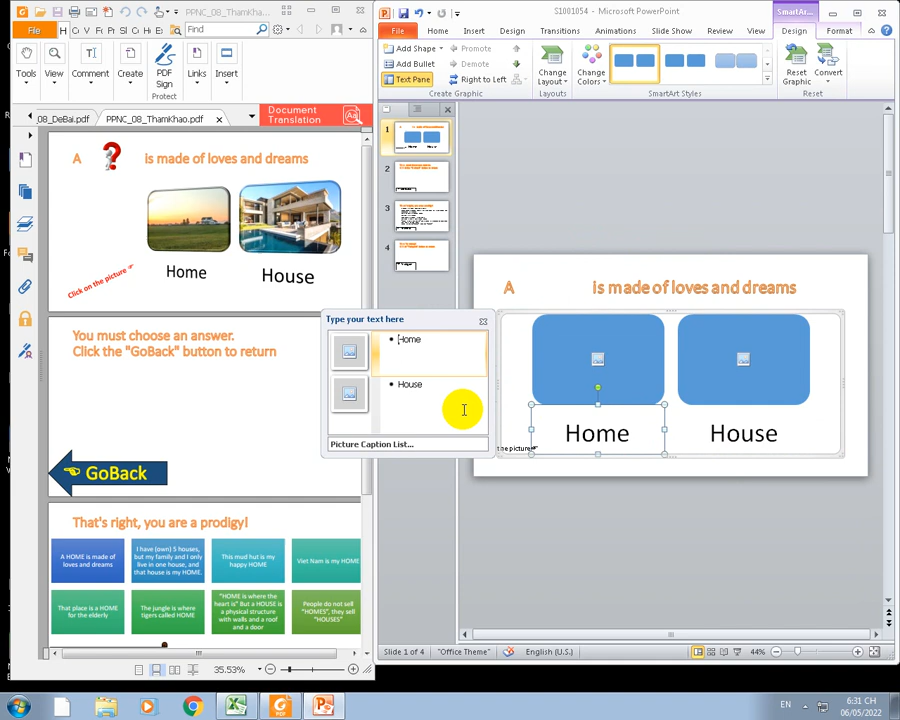 PPNC_08_ThamKhao...
File
H
Find
Tools
View
Comment
Create
PDF
Sign
Protect
Links
Insert
08_DeBai.pdf
PPNC_08_ThamKhao.pdf
Document
Translation
A ? is made of loves and dreams
Home
House
Click on the picture
You must choose an answer.
Click the "GoBack" button to return
GoBack
That's right, you are a prodigy!
A HOME is made of
loves and dreams
I have (own) 5 houses,
but my family and I only
live in one house, and
that house is my HOME.
This mud hut is my
happy HOME
Viet Nam is my HOME
That place is a HOME
for the elderly
The jungle is where
tigers called HOME
"HOME is where the
heart is" But a HOUSE is
a physical structure
with walls and a roof
and a door
People do not sell
"HOMES", they sell
"HOUSES"
35.53%
S1001054 - Microsoft PowerPoint
SmartAr...
File
Home
Insert
Design
Transitions
Animations
Slide Show
Review
View
Design
Format
Add Shape
Promote
Add Bullet
Demote
Text Pane
Right to Left
Create Graphic
Change
Layout
Layouts
Change
Colors
SmartArt Styles
Reset
Graphic
Convert
Reset
1
2
3
4
A is made of loves and dreams
Home
House
the picture
Type your text here
Home
House
Picture Caption List...
Slide 1 of 4
"Office Theme"
English (U.S.)
44%
EN
6:31 CH
06/05/2022